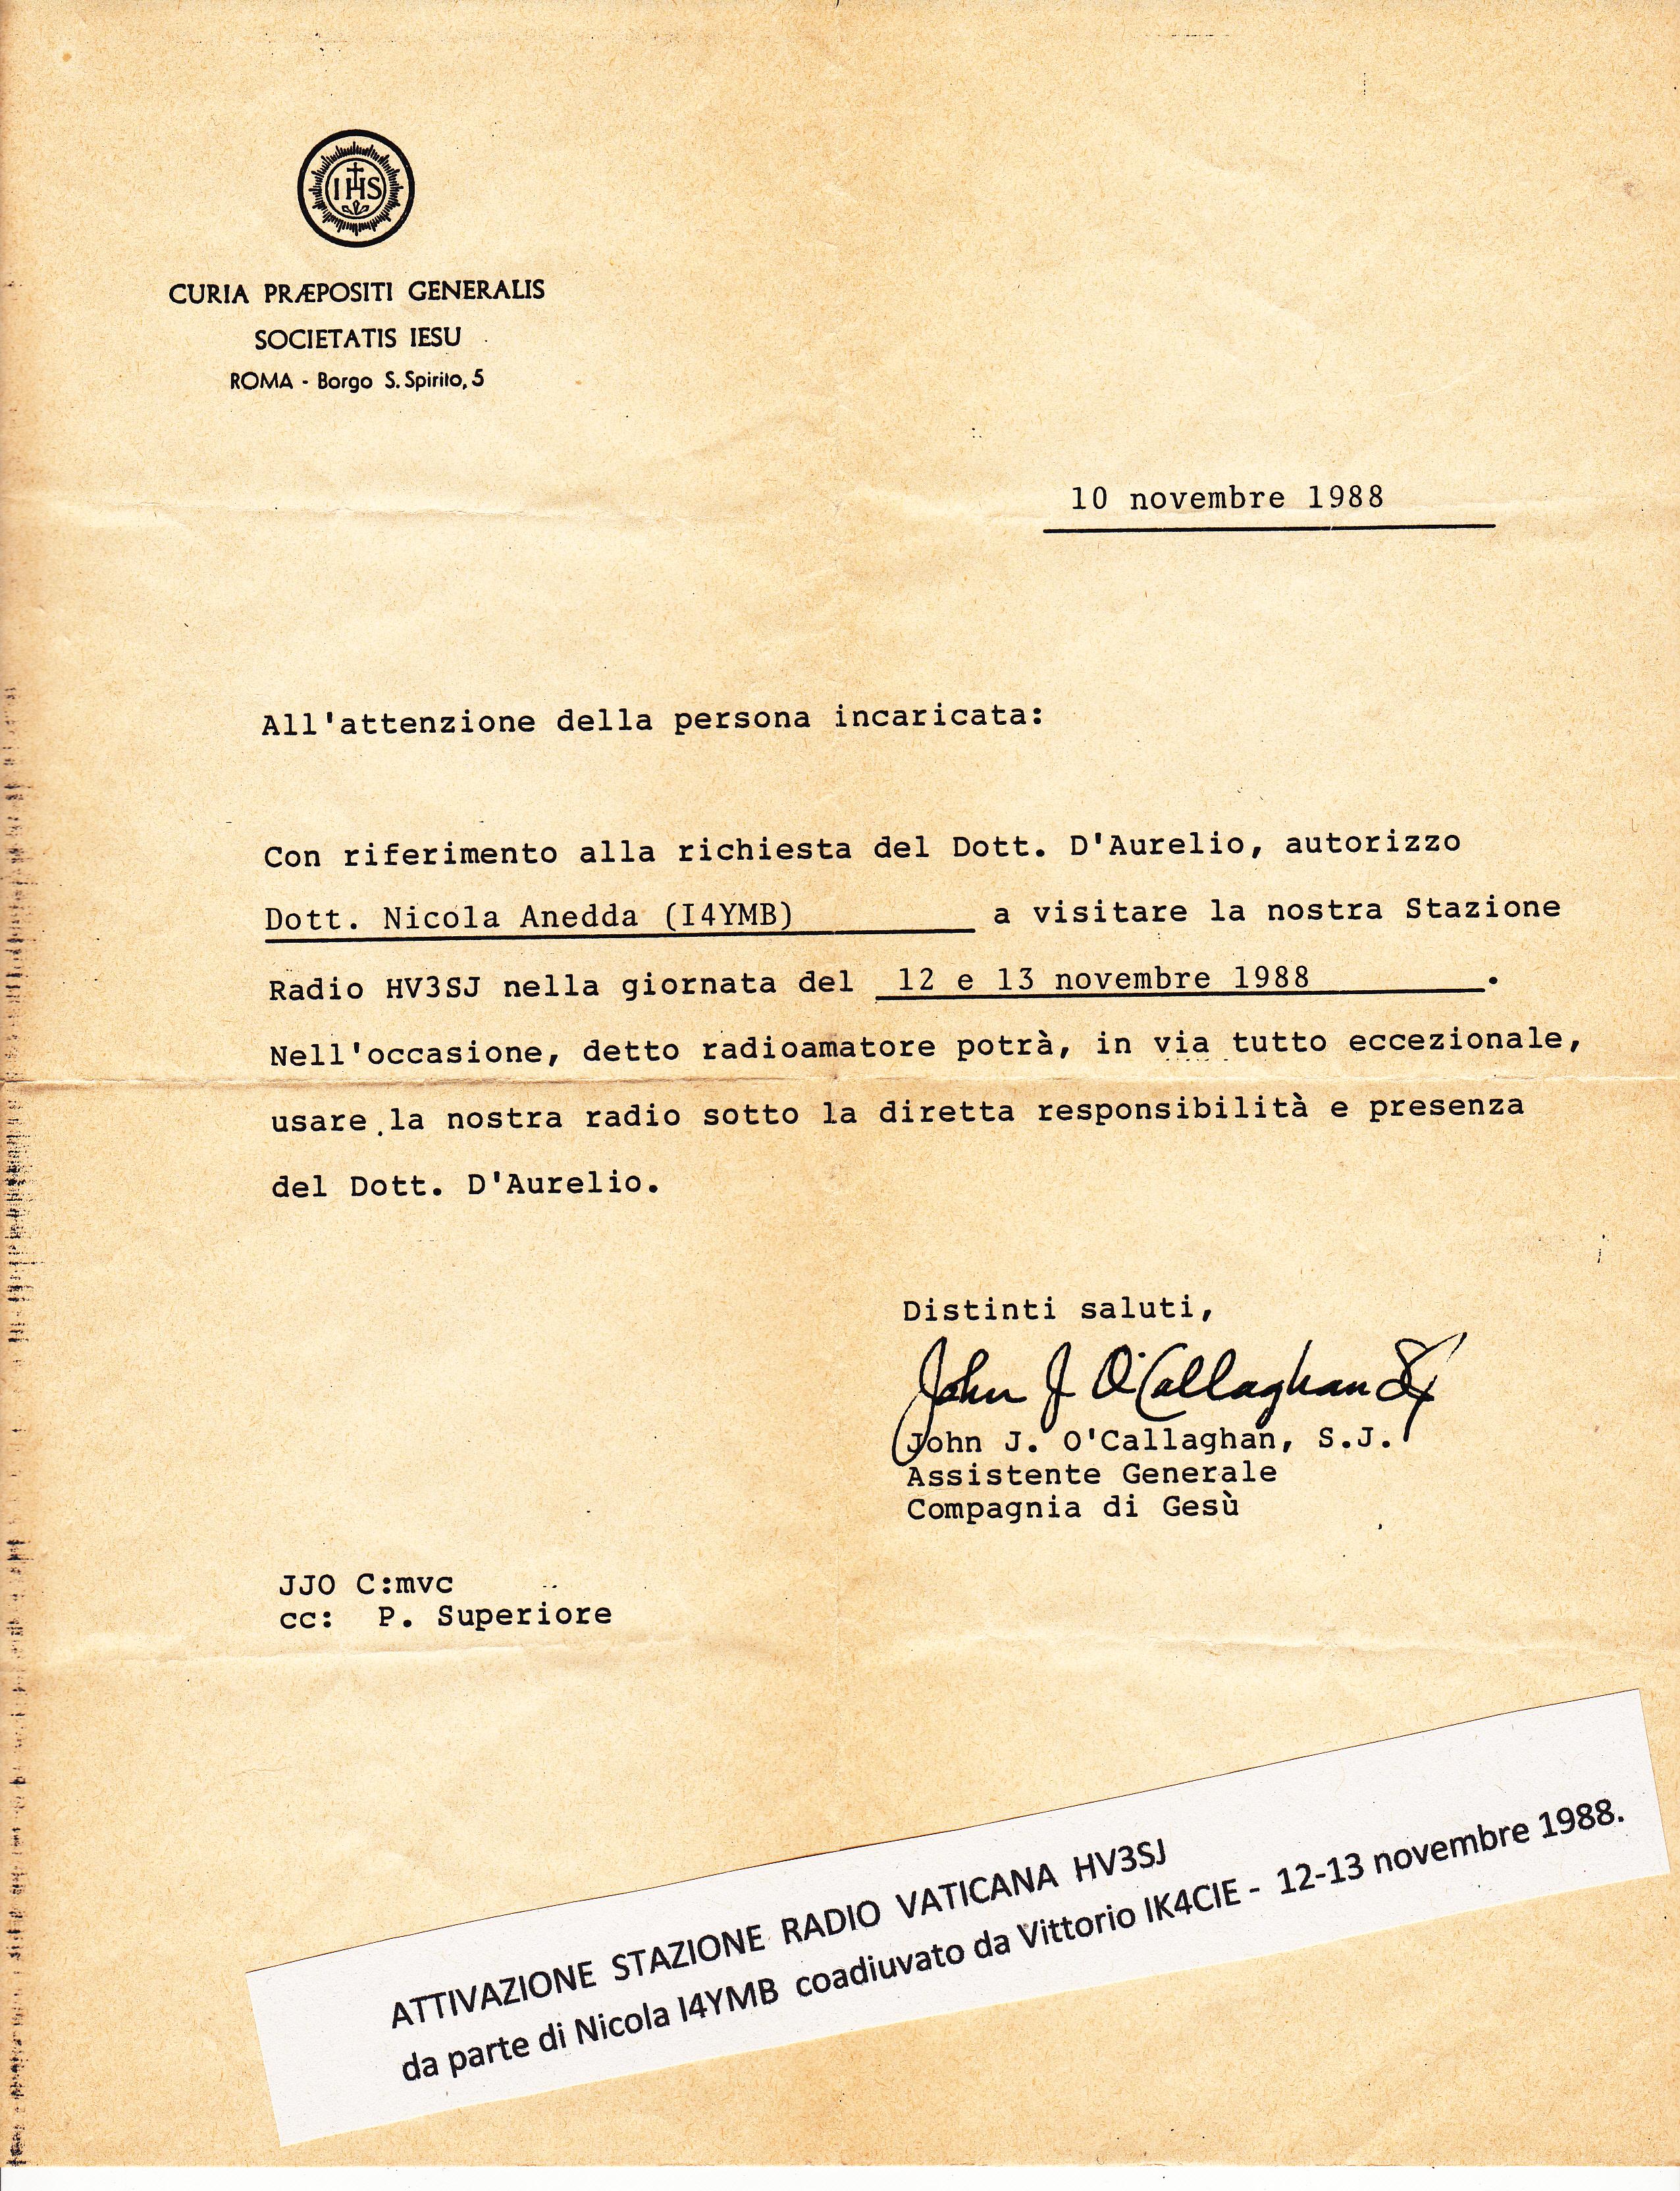 IHS
CURIA PRÆPOSITI GENERALIS
SOCIETATIS IESU
ROMA - Borgo S. Spirito, 5
10 novembre 1988
All'attenzione della persona incaricata:
Con riferimento alla richiesta del Dott. D'Aurelio, autorizzo
Dott. Nicola Anedda (I4YMB) a visitare la nostra Stazione
Radio HV3SJ nella giornata del 12 e 13 novembre 1988.
Nell'occasione, detto radioamatore potrà, in via tutto eccezionale,
usare la nostra radio sotto la diretta responsibilità e presenza
del Dott. D'Aurelio.
Distinti saluti,
John J O'Callaghan SJ
John J. O'Callaghan, S.J.
Assistente Generale
Compagnia di Gesù
JJO C:mvc
cc: P. Superiore
ATTIVAZIONE STAZIONE RADIO VATICANA HV3SJ
da parte di Nicola I4YMB coadiuvato da Vittorio IK4CIE - 12-13 novembre 1988.